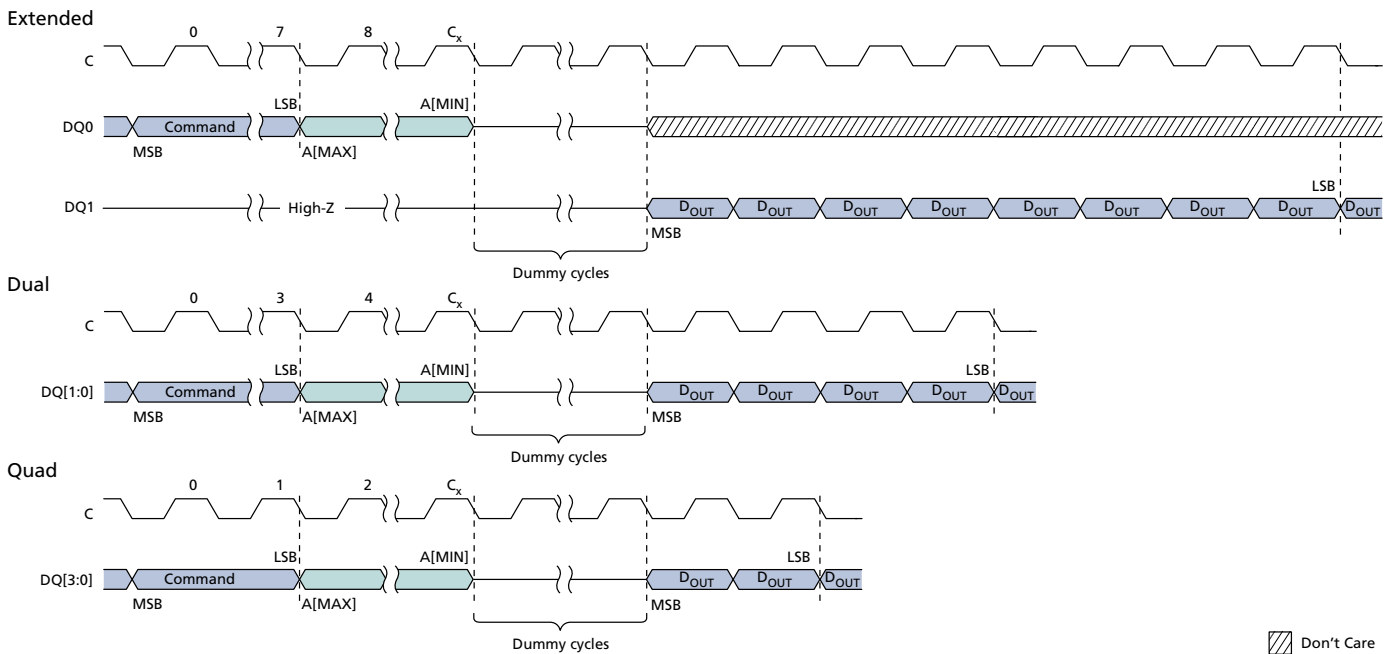 Extended
0 7 8 Cx
C
LSB A[MIN]
DQ0 Command
MSB A[MAX]
LSB
DQ1 High-Z DOUT DOUT DOUT DOUT DOUT DOUT DOUT DOUT DOUT
MSB
Dummy cycles
Dual
0 3 4 Cx
C
LSB A[MIN] LSB
DQ[1:0] Command DOUT DOUT DOUT DOUT DOUT
MSB A[MAX] MSB
Dummy cycles
Quad
0 1 2 Cx
C
LSB A[MIN] LSB
DQ[3:0] Command DOUT DOUT DOUT
MSB A[MAX] MSB
Dummy cycles
Don't Care